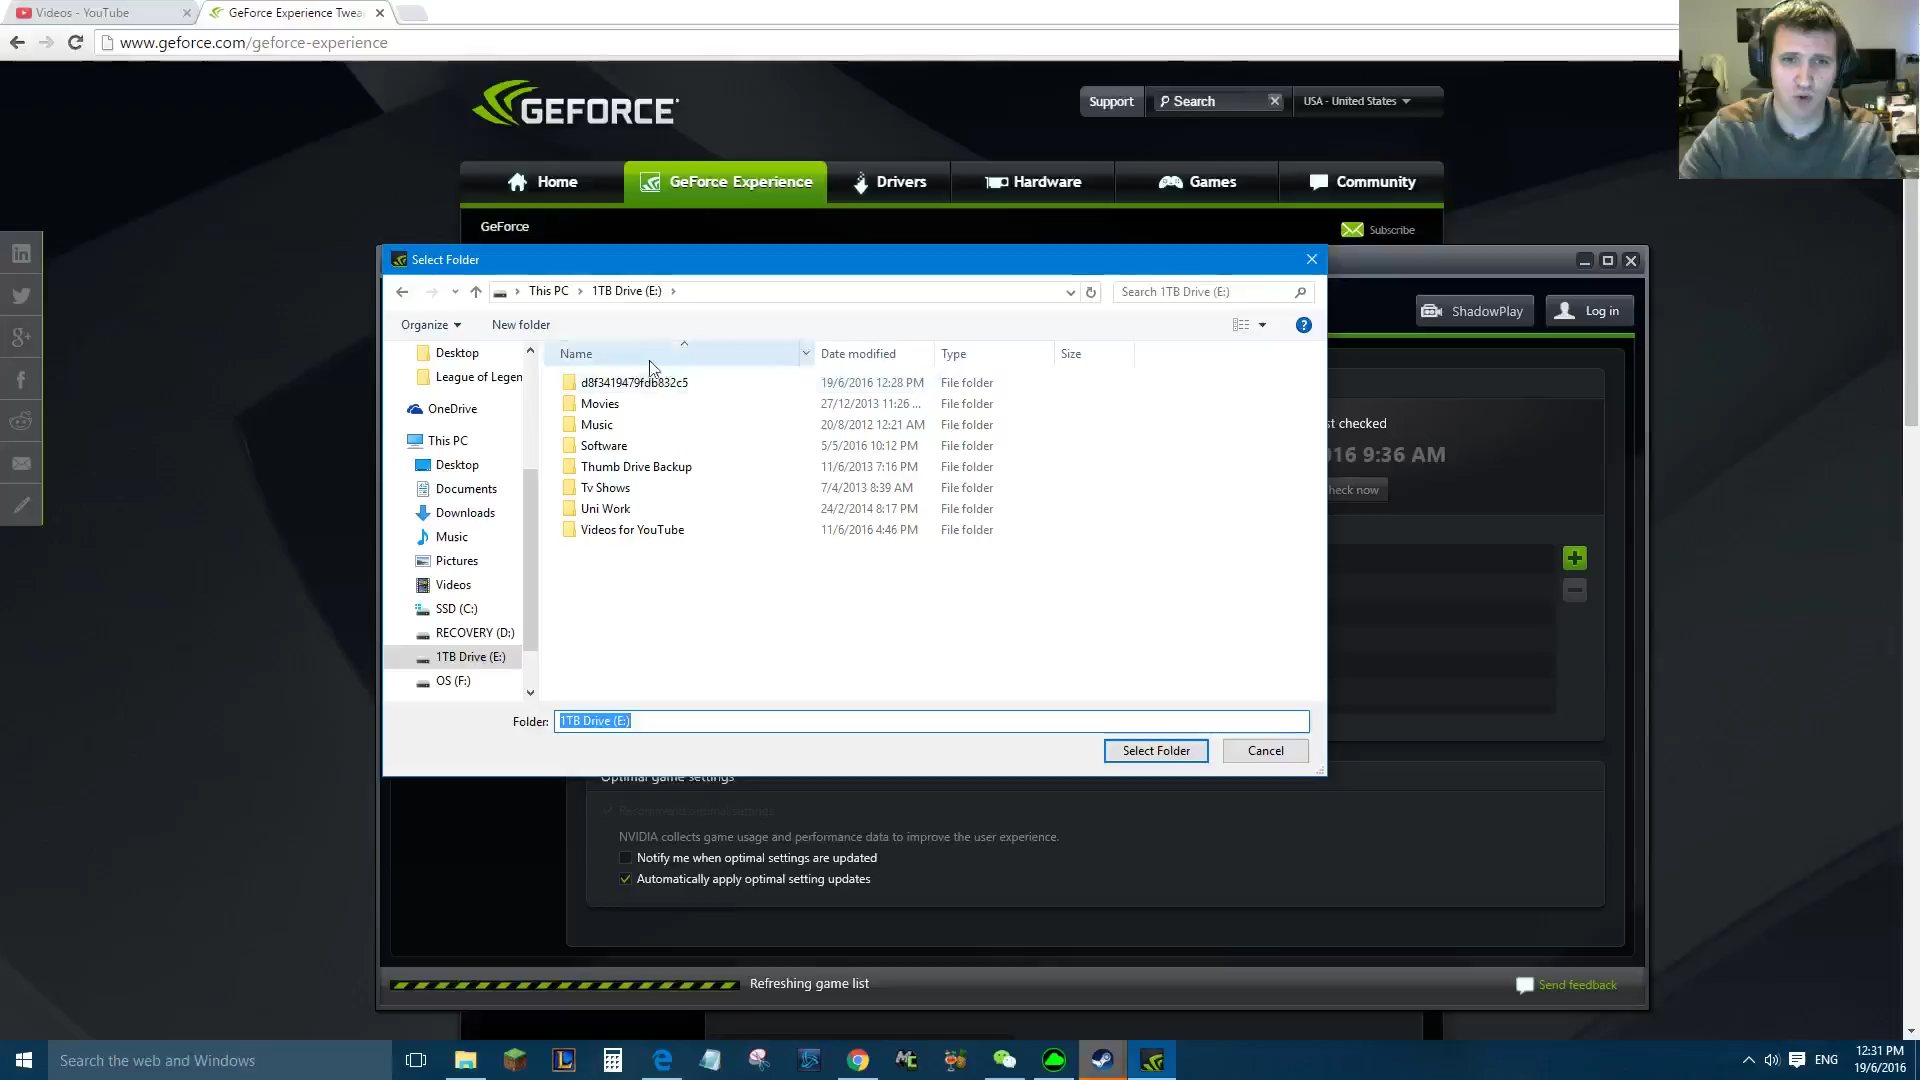 Videos - YouTube
GeForce Experience Twea
www.geforce.com/geforce-experience
GEFORCE
Support
Search
USA - United States
Home
GeForce Experience
Drivers
Hardware
Games
Community
GeForce
Subscribe
Select Folder
This PC
1TB Drive (E:)
Search 1TB Drive (E:)
Organize
New folder
ShadowPlay
Log in
Name
Date modified
Type
Size
Desktop
League of Legen
OneDrive
This PC
Desktop
Documents
Downloads
Music
Pictures
Videos
SSD (C:)
RECOVERY (D:)
1TB Drive (E:)
OS (F:)
d8f3419479fdb832c5 19/6/2016 12:28 PM File folder
Movies 27/12/2013 11:26 ... File folder
Music 20/8/2012 12:21 AM File folder
Software 5/5/2016 10:12 PM File folder
Thumb Drive Backup 11/6/2013 7:16 PM File folder
Tv Shows 7/4/2013 8:39 AM File folder
Uni Work 24/2/2014 8:17 PM File folder
Videos for YouTube 11/6/2016 4:46 PM File folder
st checked
016 9:36 AM
heck now
Folder: 1TB Drive (E:)
Select Folder
Cancel
Optimal game settings
Recommend optimal settings
NVIDIA collects game usage and performance data to improve the user experience.
Notify me when optimal settings are updated
Automatically apply optimal setting updates
Refreshing game list
Send feedback
Search the web and Windows
ENG
12:31 PM
19/6/2016